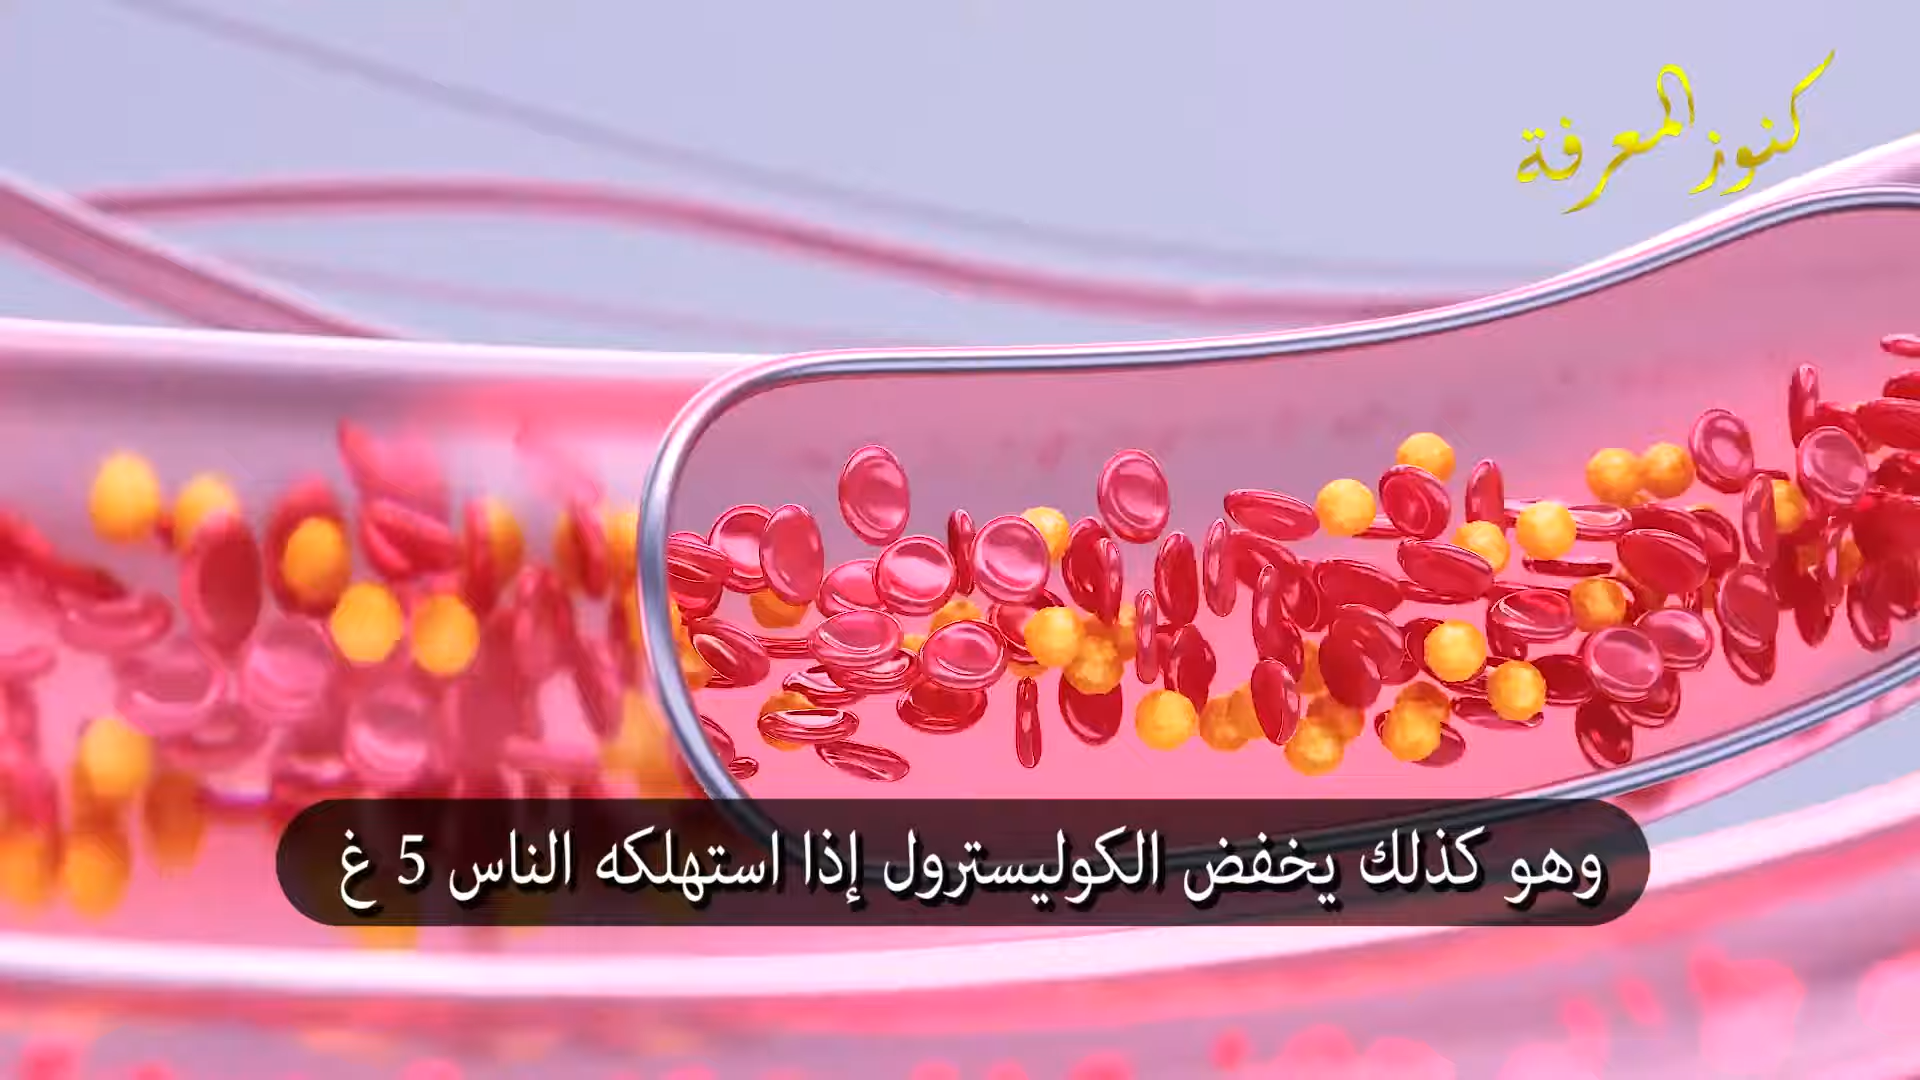 كنوز المعرفة
وهو كذلك يخفض الكوليسترول إذا استهلكه الناس 5 غ